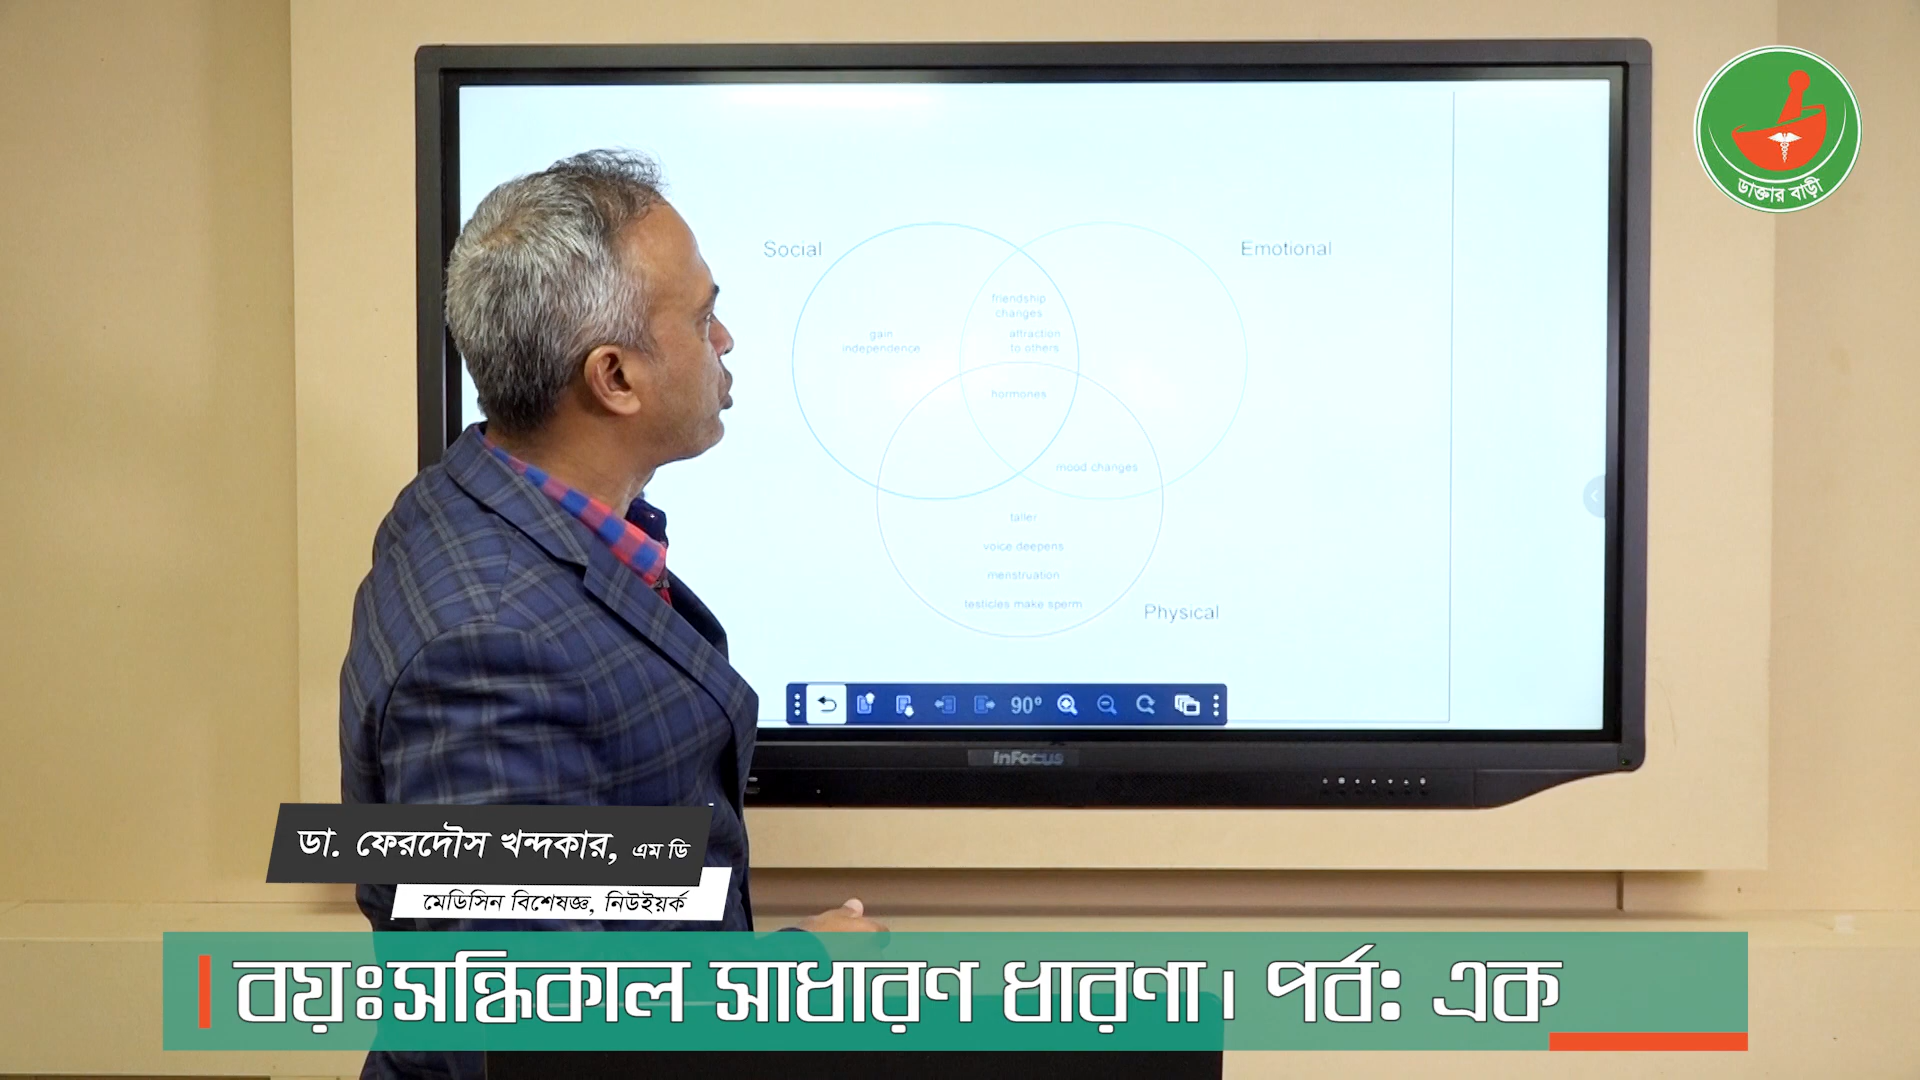 ডাক্তার বাড়ী
Social
Emotional
friendship
changes
gain
independence
attraction
to others
hormones
mood changes
taller
voice deepens
menstruation
testicles make sperm
Physical
90°
InFocus
ডা. ফেরদৌস খন্দকার, এম ডি
মেডিসিন বিশেষজ্ঞ, নিউইয়র্ক
বয়ঃসন্ধিকাল সাধারণ ধারণা। পর্ব: এক